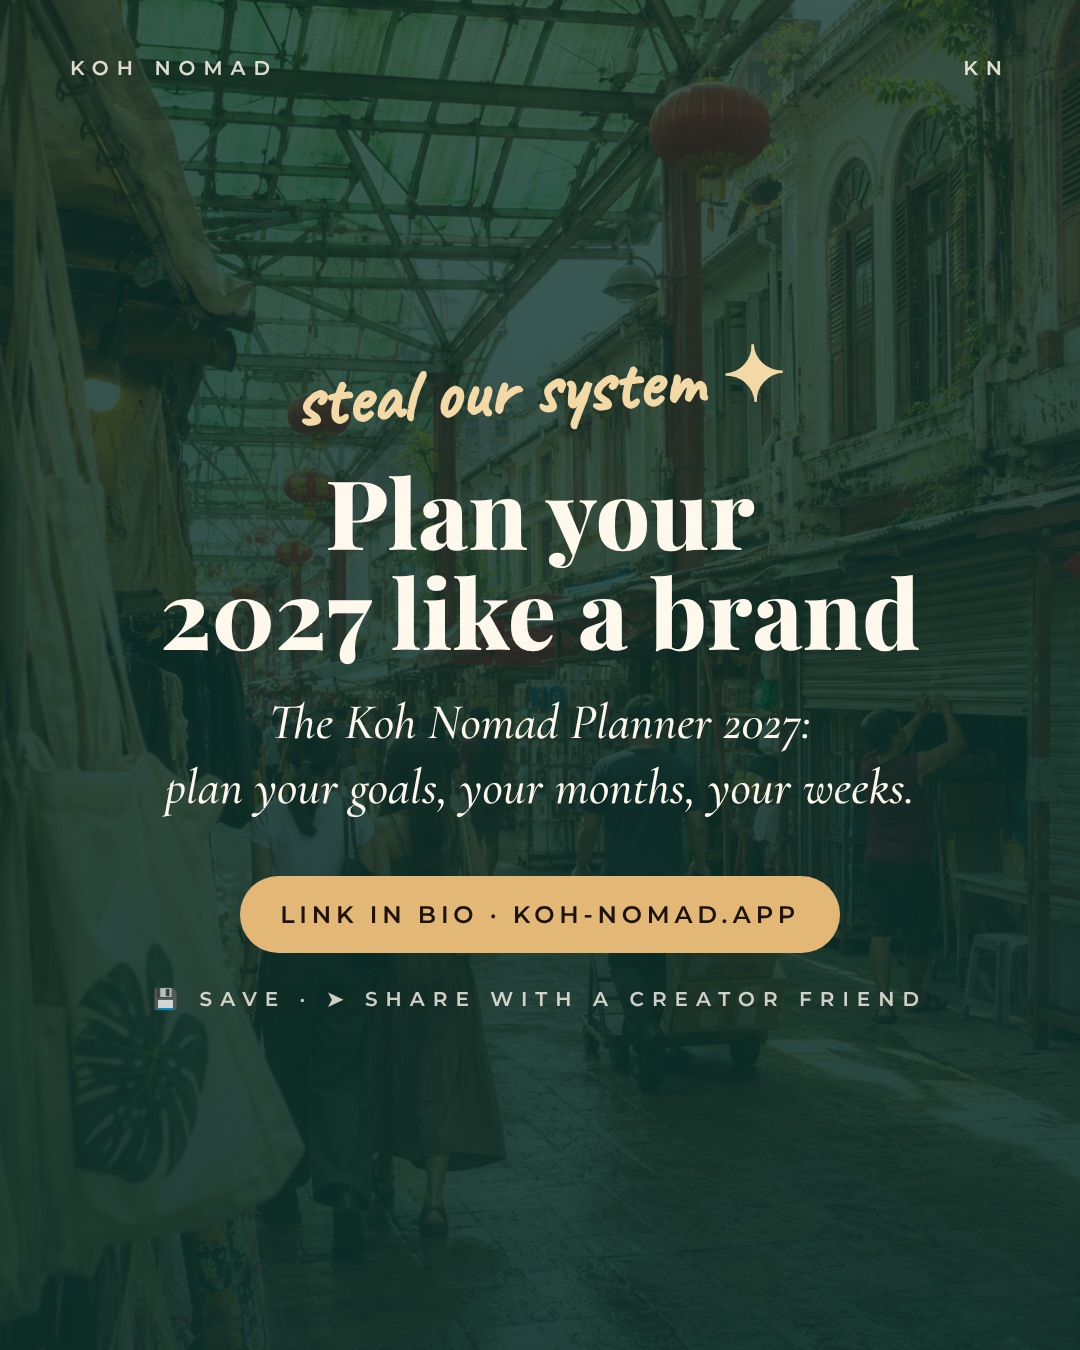 KOH NOMAD
KN
steal our system
Plan your
2027 like a brand
The Koh Nomad Planner 2027:
plan your goals, your months, your weeks.
LINK IN BIO · KOH-NOMAD.APP
💾 SAVE · ➤ SHARE WITH A CREATOR FRIEND